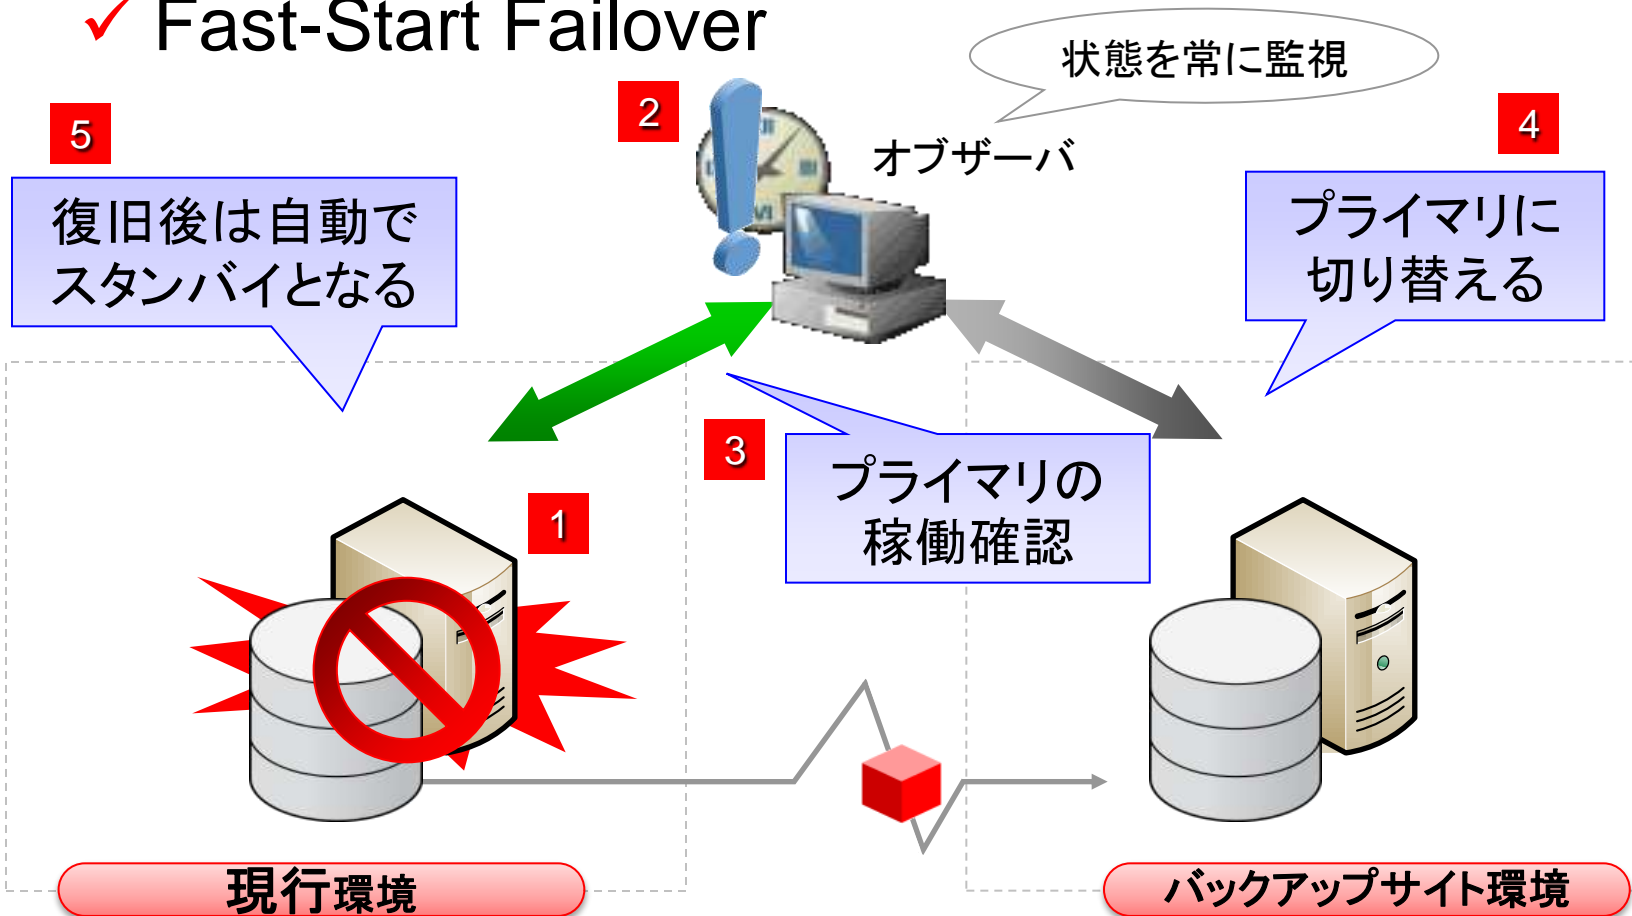 ✓ Fast-Start Failover
状態を常に監視
2
オブザーバ
5
復旧後は自動で
スタンバイとなる
4
プライマリに
切り替える
3
プライマリの
稼働確認
1
現行環境
バックアップサイト環境